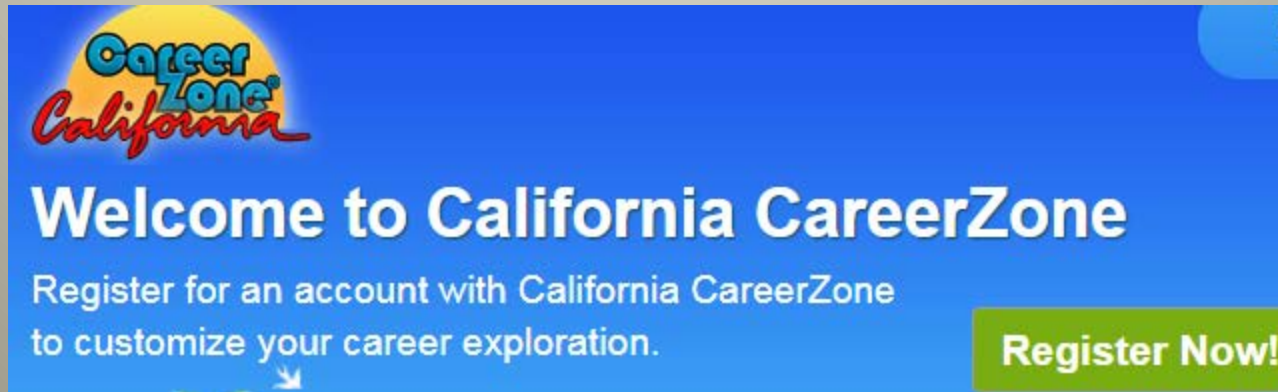 Career
Zone®
California
Welcome to California CareerZone
Register for an account with California CareerZone
to customize your career exploration.
Register Now!